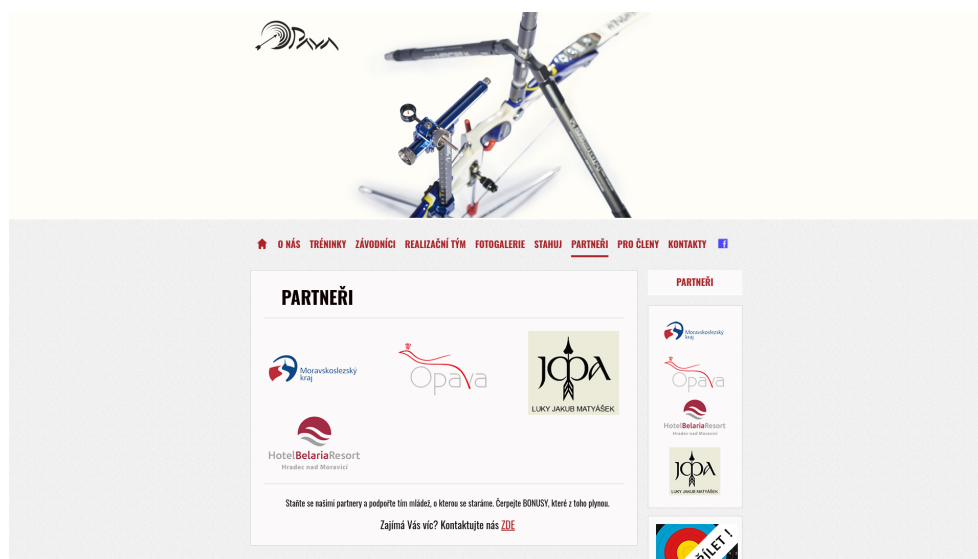 Opava
O NÁS TRÉNINKY ZÁVODNÍCI REALIZAČNÍ TÝM FOTOGALERIE STAHUJ PARTNEŘI PRO ČLENY KONTAKTY
PARTNEŘI
Moravskoslezský
kraj
Opava
JΦA
LUKY JAKUB MATYÁŠEK
HotelBelariaResort
Hradec nad Moravicí
Staňte se našimi partnery a podpořte tím mládež, o kterou se staráme. Čerpejte BONUSY, které z toho plynou.
Zajímá Vás víc? Kontaktujte nás ZDE
PARTNEŘI
Moravskoslezský
kraj
Opava
HotelBelariaResort
Hradec nad Moravicí
JΦA
LUKY JAKUB MATYÁŠEK